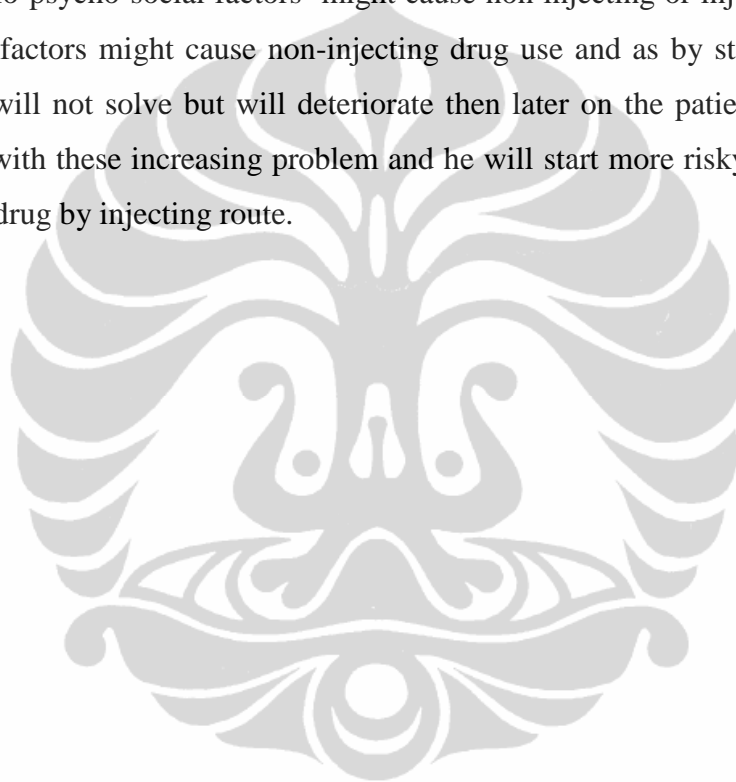 psycho-social factors might cause non-injecting or inj
factors might cause non-injecting drug use and as by st
will not solve but will deteriorate then later on the patie
with these increasing problem and he will start more risky
drug by injecting route.